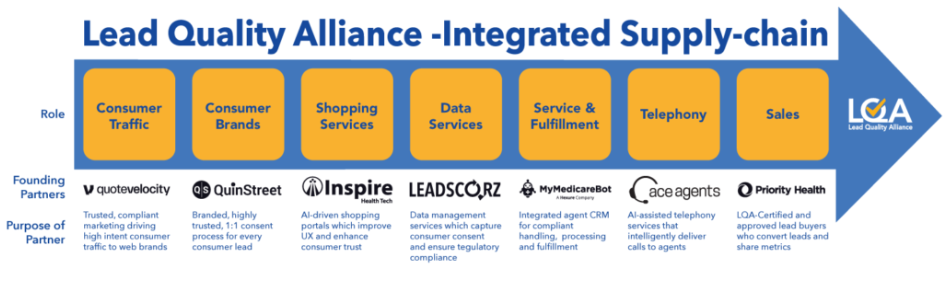 Lead Quality Alliance -Integrated Supply-chain
Role
Consumer
Traffic
Consumer
Brands
Shopping
Services
Data
Services
Service &
Fulfillment
Telephony
Sales
LQA
Lead Quality Alliance
Founding
Partners
quotevelocity
QS QuinStreet
Inspire
Health Tech
LEADSCORZ
MyMedicareBot
A Hexure Company
ace agents
Priority Health
Purpose of
Partner
Trusted, compliant
marketing driving
high intent consumer
traffic to web brands
Branded, highly
trusted, 1:1 consent
process for every
consumer lead
AI-driven shopping
portals which improve
UX and enhance
consumer trust
Data management
services which capture
consumer consent
and ensure regulatory
compliance
Integrated agent CRM
for compliant
handling, processing
and fulfillment
AI-assisted telephony
services that
intelligently deliver
calls to agents
LQA-Certified and
approved lead buyers
who convert leads and
share metrics